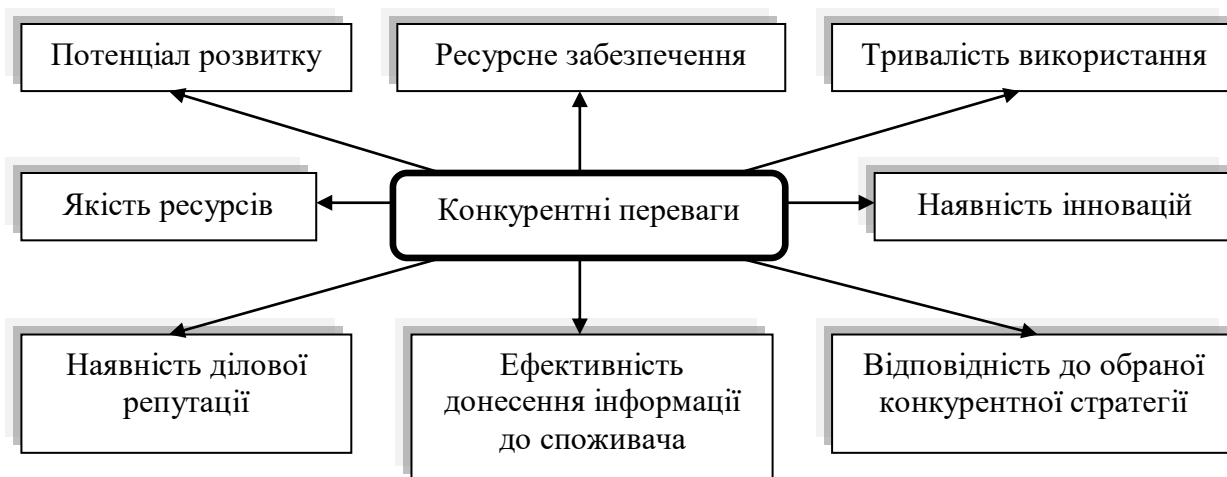 Потенціал розвитку
Ресурсне забезпечення
Тривалість використання
Якість ресурсів
Конкурентні переваги
Наявність інновацій
Наявність ділової
репутації
Ефективність
донесення інформації
до споживача
Відповідність до обраної
конкурентної стратегії